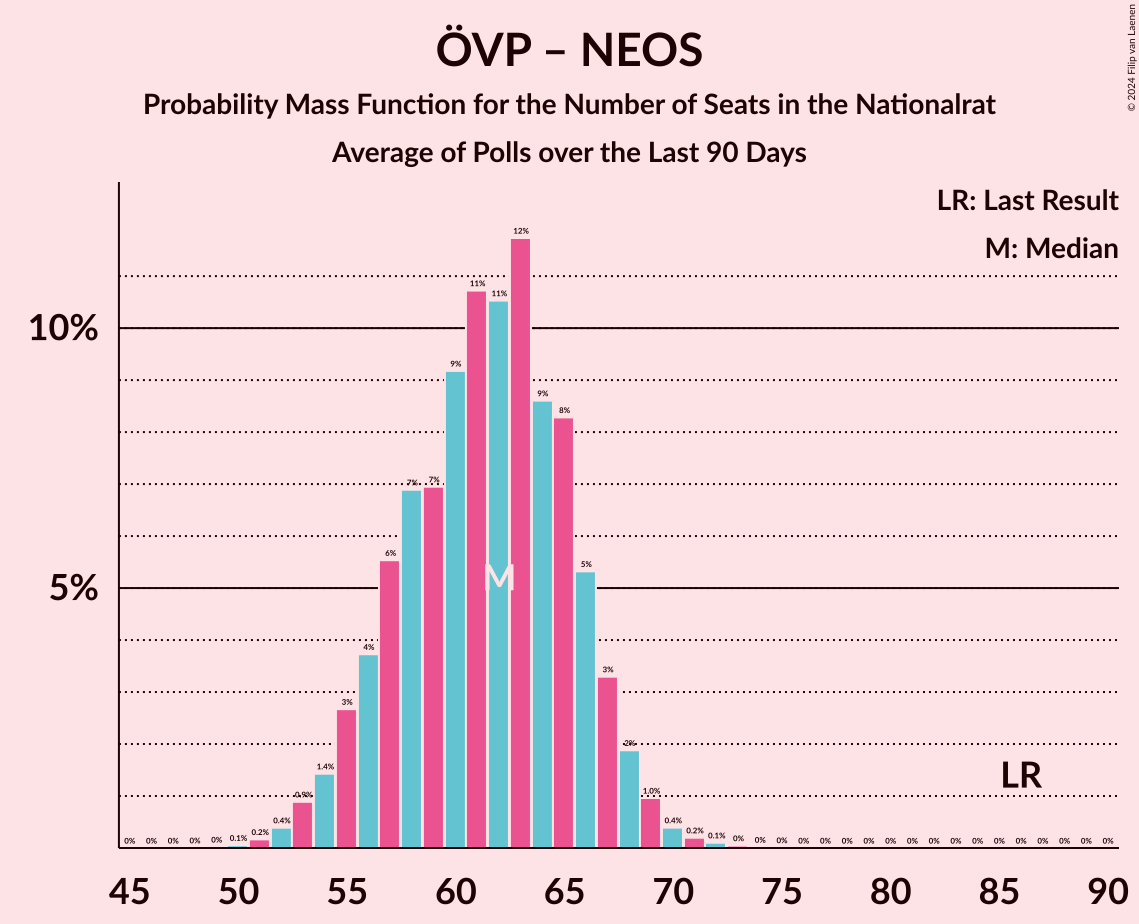 ÖVP – NEOS
Probability Mass Function for the Number of Seats in the Nationalrat
Average of Polls over the Last 90 Days
© 2024 Filip van Laenen
LR: Last Result
M: Median
10%
5%
0% 0% 0% 0% 0% 0.1% 0.2% 0.4% 0.9% 1.4% 3% 4% 6% 7% 7% 9% 11% 11% 12% 9% 8% 5% 3% 2% 1.0% 0.4% 0.2% 0.1% 0% 0% 0% 0% 0% 0% 0% 0% 0% 0% 0% 0% 0% 0% 0% 0% 0% 0%
M
LR
45 50 55 60 65 70 75 80 85 90